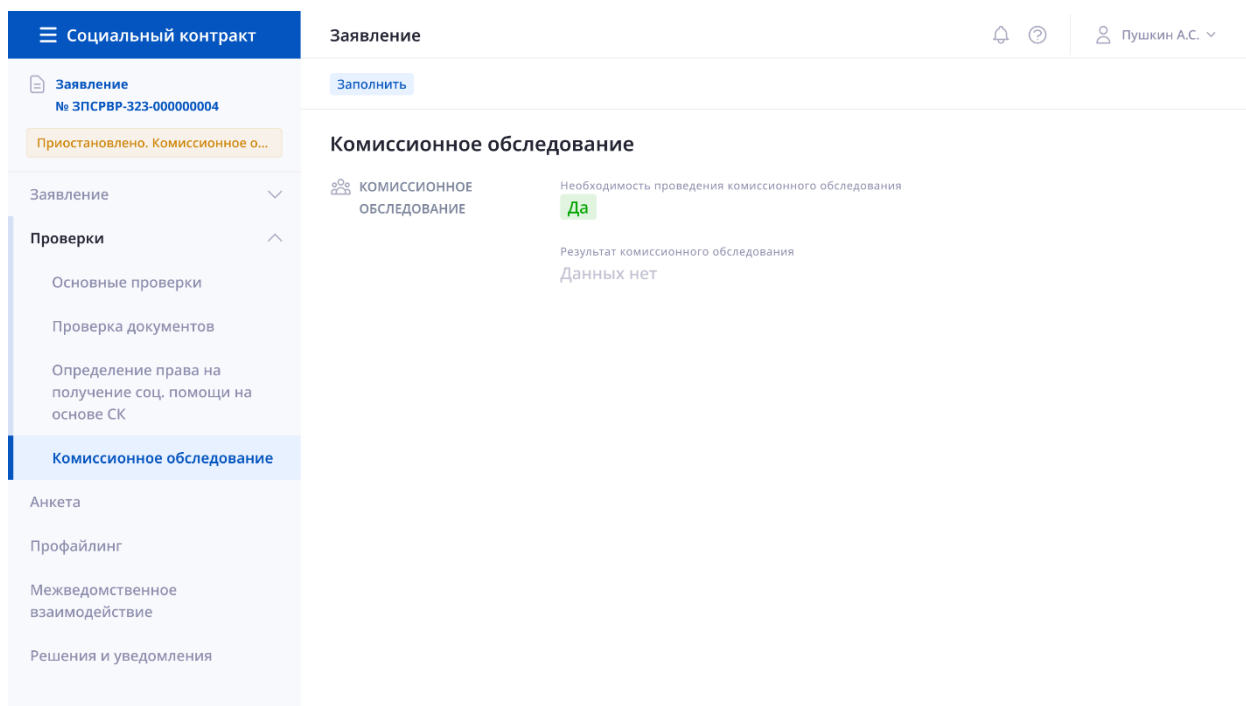 Социальный контракт
Заявление
Пушкин А.С.
Заявление
№ ЗПСРВР-323-000000004
Приостановлено. Комиссионное о...
Заявление
Проверки
Основные проверки
Проверка документов
Определение права на
получение соц. помощи на
основе СК
Комиссионное обследование
Анкета
Профайлинг
Межведомственное
взаимодействие
Решения и уведомления
Заполнить
Комиссионное обследование
КОМИССИОННОЕ
ОБСЛЕДОВАНИЕ
Необходимость проведения комиссионного обследования
Да
Результат комиссионного обследования
Данных нет